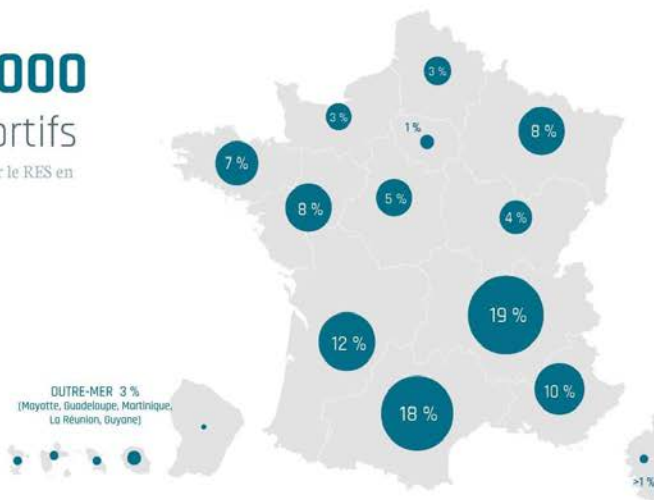 000
ortifs
r le RES en
3 %
3 %
1 %
8 %
7 %
5 %
8 %
4 %
19 %
12 %
10 %
18 %
OUTRE-MER 3 %
(Mayotte, Guadeloupe, Martinique,
La Réunion, Guyane)
>1 %